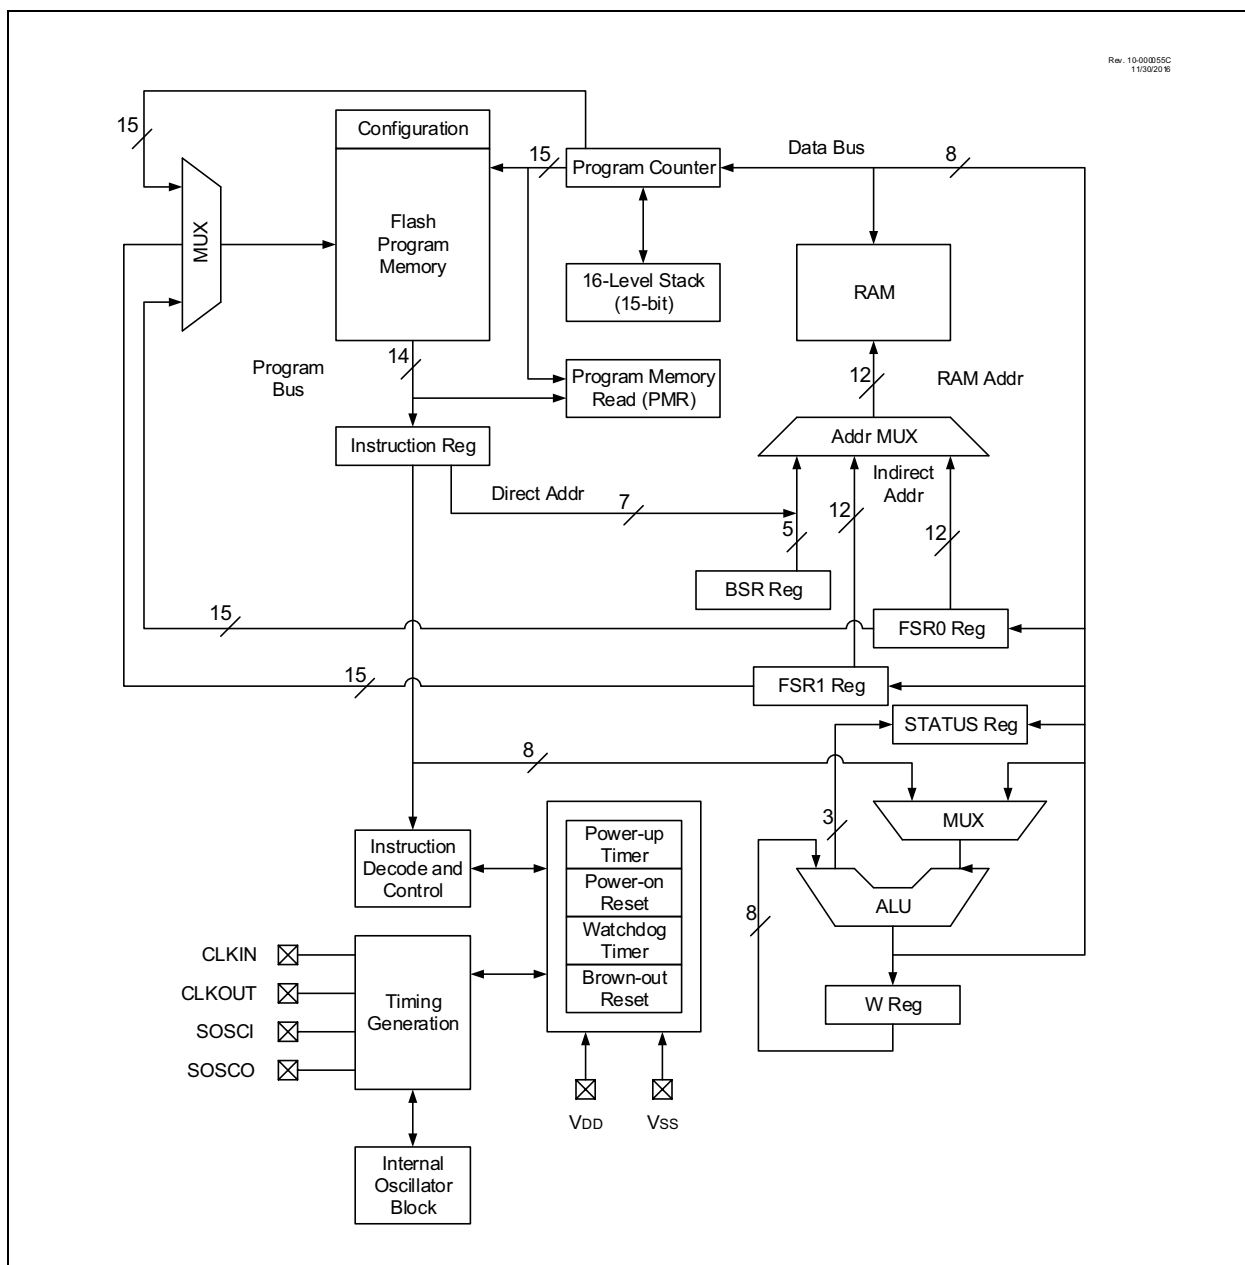 Rev. 10-000055C
11/30/2016
15
Configuration
15
Program Counter
Data Bus
8
MUX
Flash
Program
Memory
16-Level Stack
(15-bit)
RAM
Program
Bus
14
Program Memory
Read (PMR)
12
RAM Addr
Instruction Reg
Addr MUX
Direct Addr
7
Indirect
Addr
5
12
12
BSR Reg
15
FSR0 Reg
15
FSR1 Reg
STATUS Reg
8
MUX
3
Instruction
Decode and
Control
Power-up
Timer
Power-on
Reset
Watchdog
Timer
Brown-out
Reset
8
ALU
W Reg
CLKIN
CLKOUT
SOSCI
SOSCO
Timing
Generation
VDD
VSS
Internal
Oscillator
Block